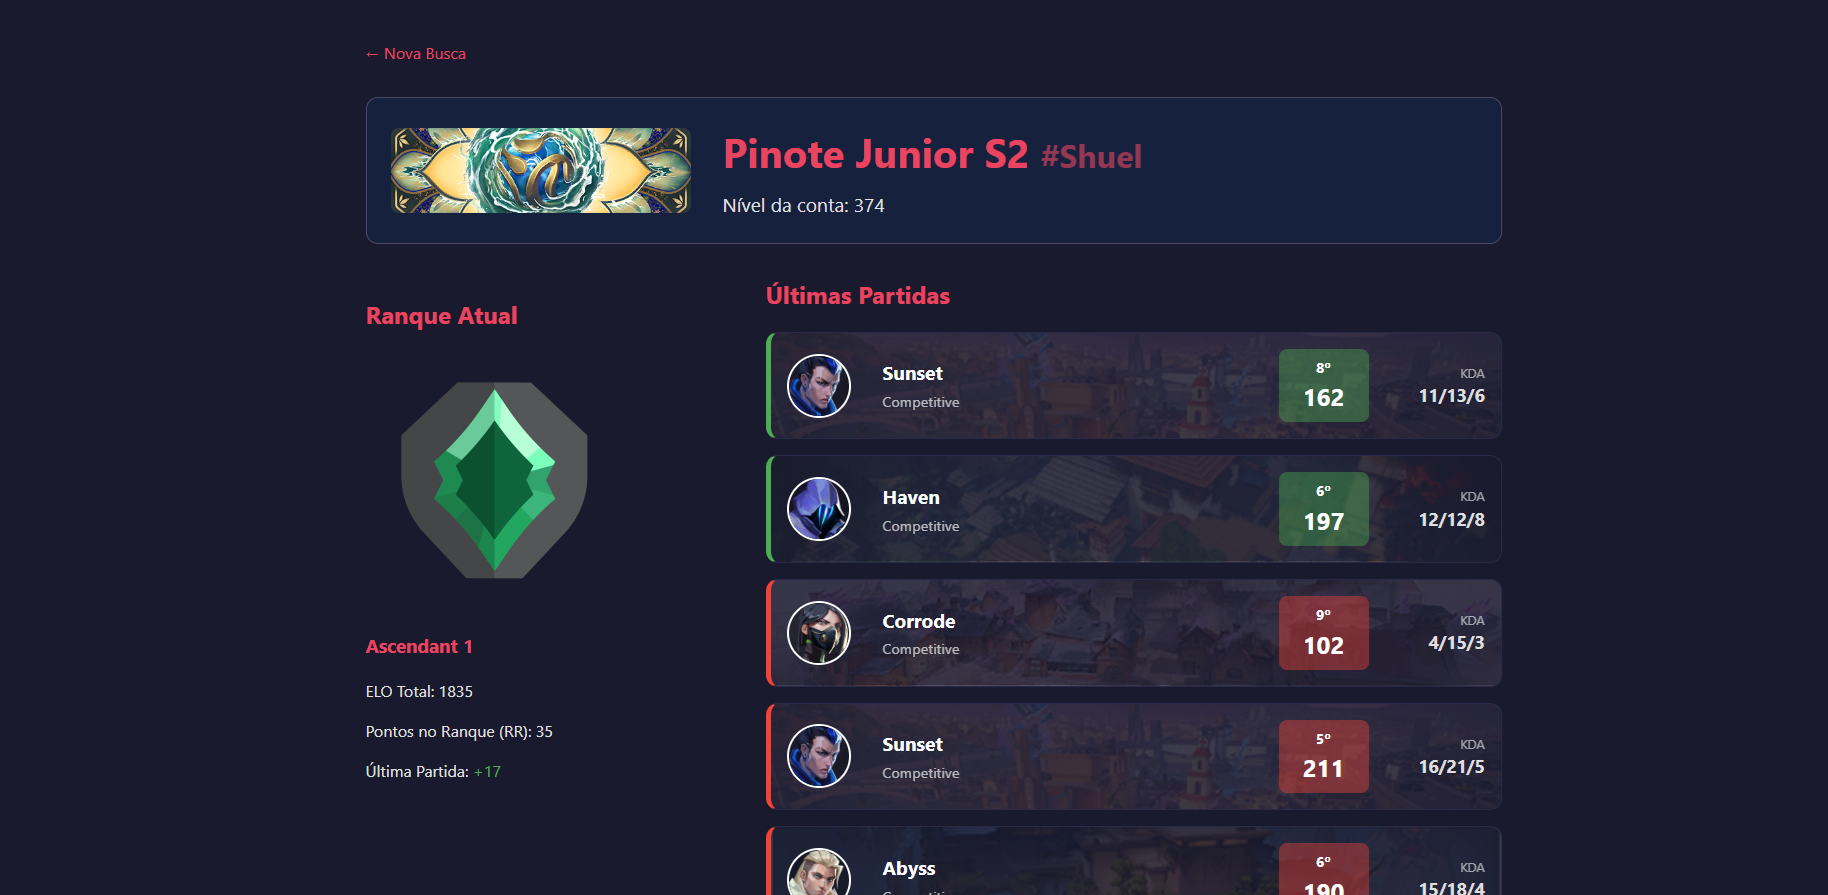 ← Nova Busca
Pinote Junior S2 #Shuel
Nível da conta: 374
Ranque Atual
Ascendant 1
ELO Total: 1835
Pontos no Ranque (RR): 35
Última Partida: +17
Últimas Partidas
Sunset
Competitive
8º
162
KDA
11/13/6
Haven
Competitive
6º
197
KDA
12/12/8
Corrode
Competitive
9º
102
KDA
4/15/3
Sunset
Competitive
5º
211
KDA
16/21/5
Abyss
6º
190
KDA
15/18/4